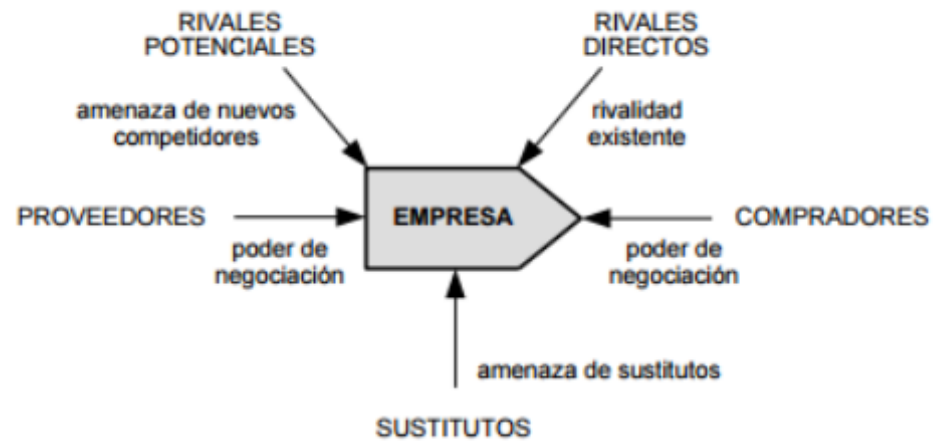 RIVALES
POTENCIALES
RIVALES
DIRECTOS
amenaza de nuevos
competidores
rivalidad
existente
PROVEEDORES
EMPRESA
COMPRADORES
poder de
negociación
poder de
negociación
amenaza de sustitutos
SUSTITUTOS